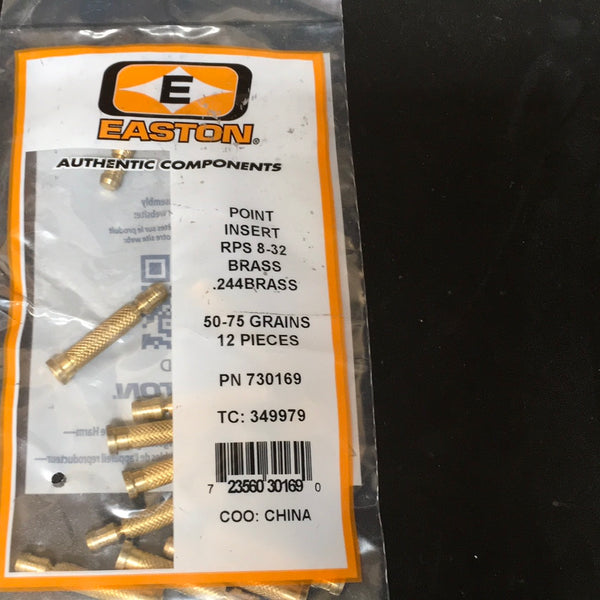 E
EASTON®
AUTHENTIC COMPONENTS
POINT
INSERT
RPS 8-32
BRASS
.244BRASS
50-75 GRAINS
12 PIECES
PN 730169
TC: 349979
7 23560 30169 0
COO: CHINA